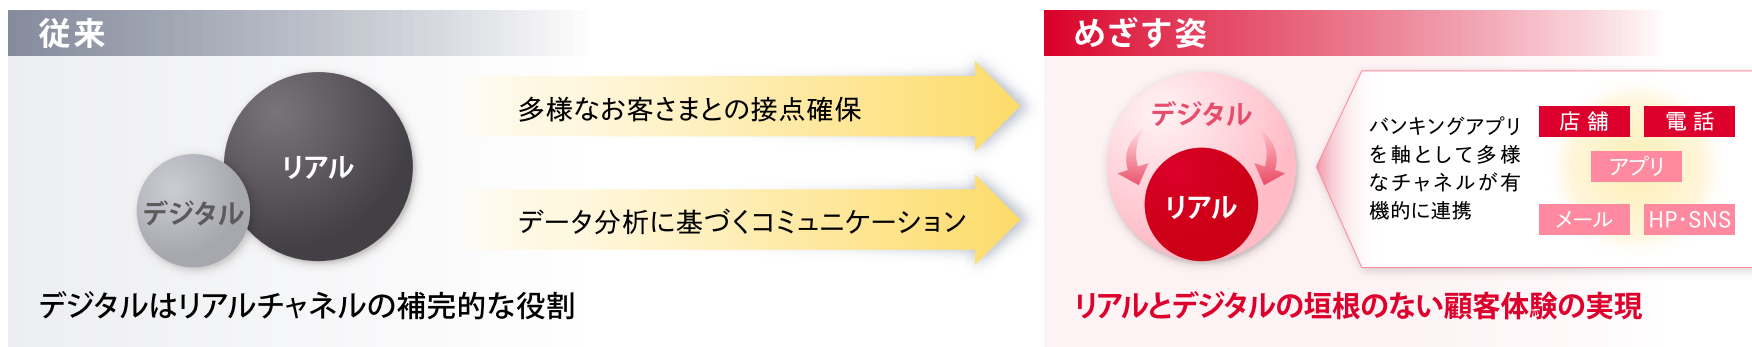 従来
リアル
デジタル
デジタルはリアルチャネルの補完的な役割
多様なお客さまとの接点確保
データ分析に基づくコミュニケーション
めざす姿
デジタル
リアル
バンキングアプリ
を軸として多様
なチャネルが有
機的に連携
店舗
電話
アプリ
メール
HP・SNS
リアルとデジタルの垣根のない顧客体験の実現